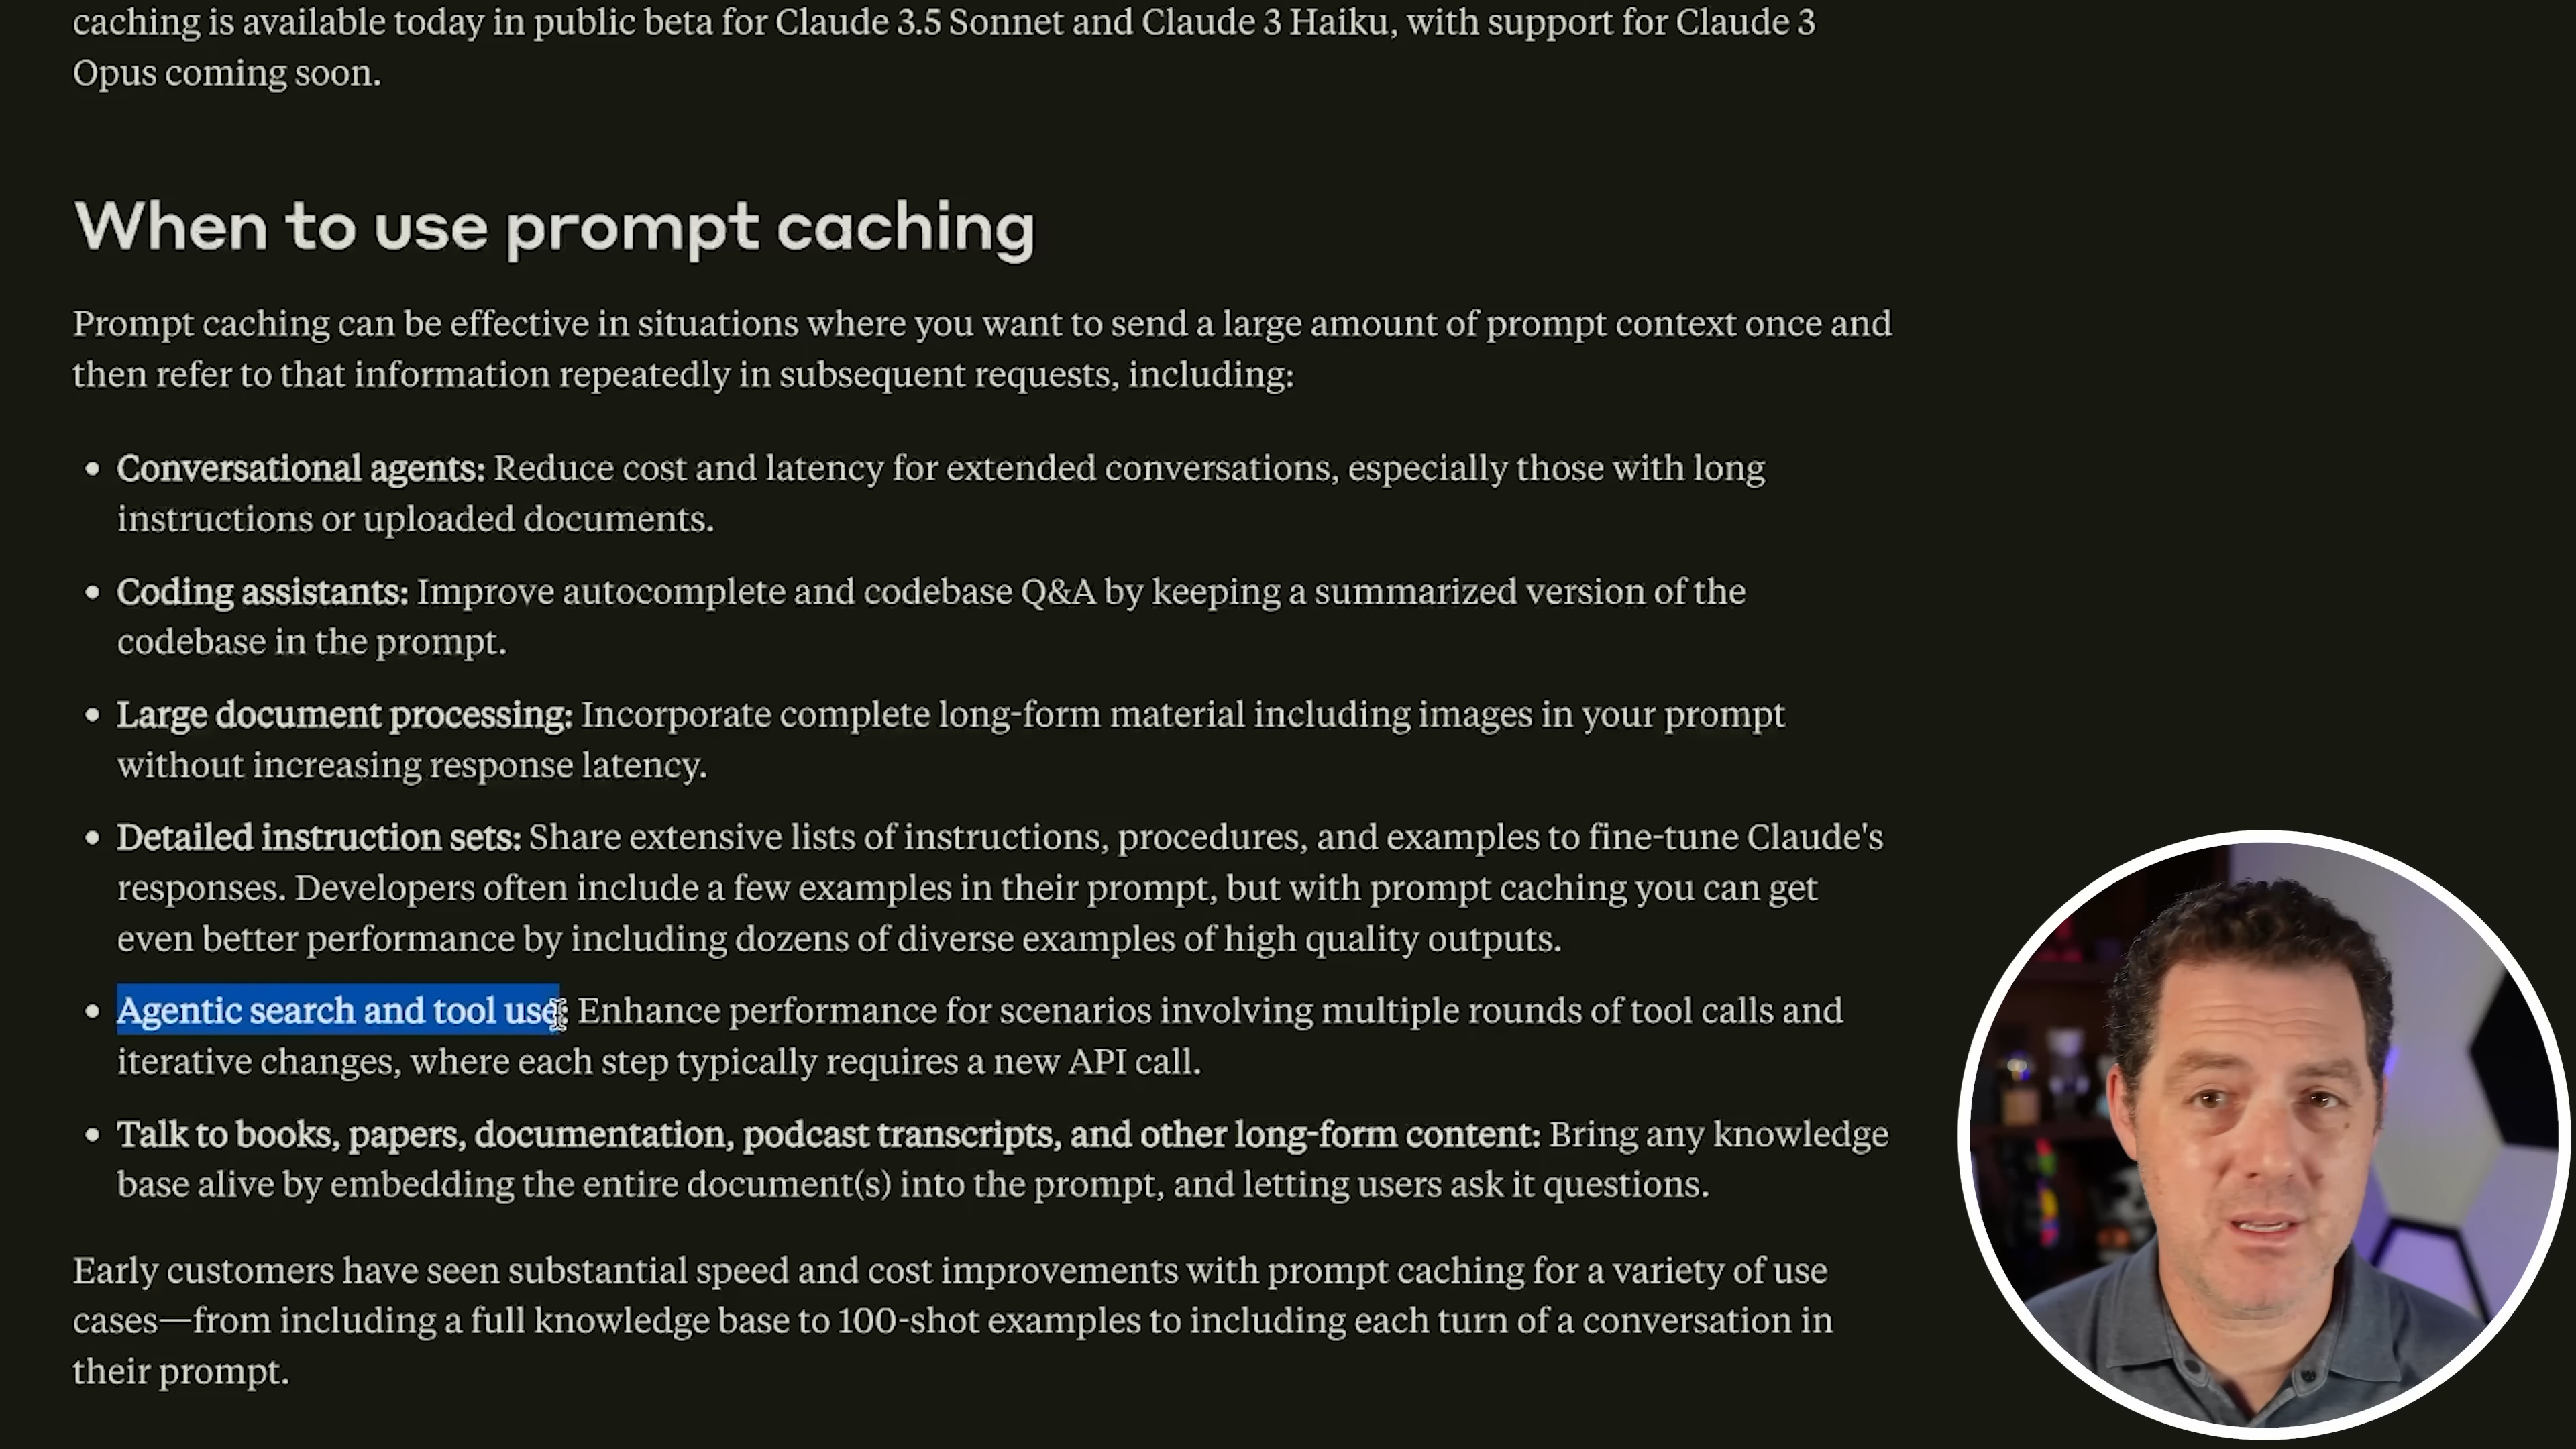 caching is available today in public beta for Claude 3.5 Sonnet and Claude 3 Haiku, with support for Claude 3
Opus coming soon.
When to use prompt caching
Prompt caching can be effective in situations where you want to send a large amount of prompt context once and
then refer to that information repeatedly in subsequent requests, including:
• Conversational agents: Reduce cost and latency for extended conversations, especially those with long
instructions or uploaded documents.
• Coding assistants: Improve autocomplete and codebase Q&A by keeping a summarized version of the
codebase in the prompt.
• Large document processing: Incorporate complete long-form material including images in your prompt
without increasing response latency.
• Detailed instruction sets: Share extensive lists of instructions, procedures, and examples to fine-tune Claude's
responses. Developers often include a few examples in their prompt, but with prompt caching you can get
even better performance by including dozens of diverse examples of high quality outputs.
• Agentic search and tool use: Enhance performance for scenarios involving multiple rounds of tool calls and
iterative changes, where each step typically requires a new API call.
• Talk to books, papers, documentation, podcast transcripts, and other long-form content: Bring any knowledge
base alive by embedding the entire document(s) into the prompt, and letting users ask it questions.
Early customers have seen substantial speed and cost improvements with prompt caching for a variety of use
cases—from including a full knowledge base to 100-shot examples to including each turn of a conversation in
their prompt.